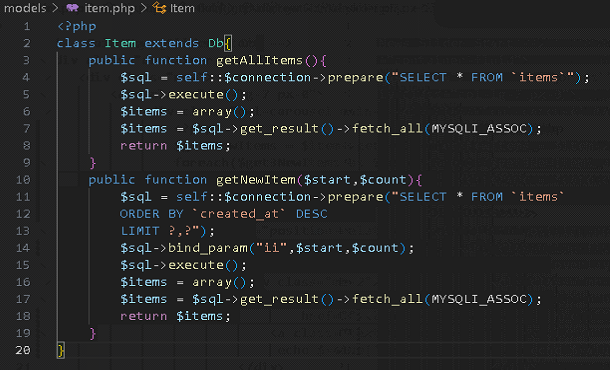 models > item.php > Item
1 <?php
2 class Item extends Db{
3     public function getAllItems(){
4         $sql = self::$connection->prepare("SELECT * FROM `items`");
5         $sql->execute();
6         $items = array();
7         $items = $sql->get_result()->fetch_all(MYSQLI_ASSOC);
8         return $items;
9     }
10     public function getNewItem($start,$count){
11         $sql = self::$connection->prepare("SELECT * FROM `items`
12         ORDER BY `created_at` DESC
13         LIMIT ?,?");
14         $sql->bind_param("ii",$start,$count);
15         $sql->execute();
16         $items = array();
17         $items = $sql->get_result()->fetch_all(MYSQLI_ASSOC);
18         return $items;
19     }
20 }